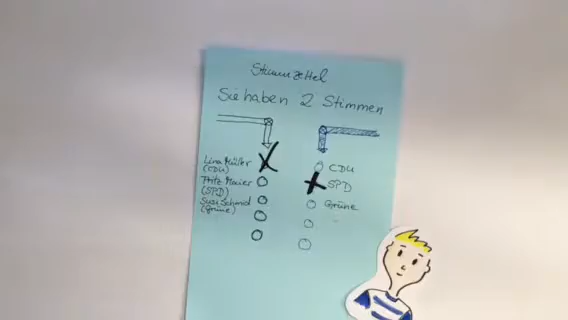 Stimmzettel
Sie haben 2 Stimmen
Lina Müller
(CDU)
Fritz Maier
(SPD)
Susi Schmid
(Grüne)
CDU
SPD
Grüne